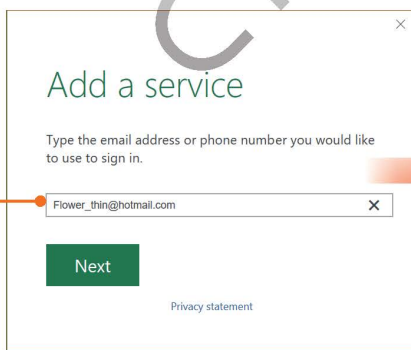 Add a service
Type the email address or phone number you would like
to use to sign in.
Flower_thin@hotmail.com
Next
Privacy statement